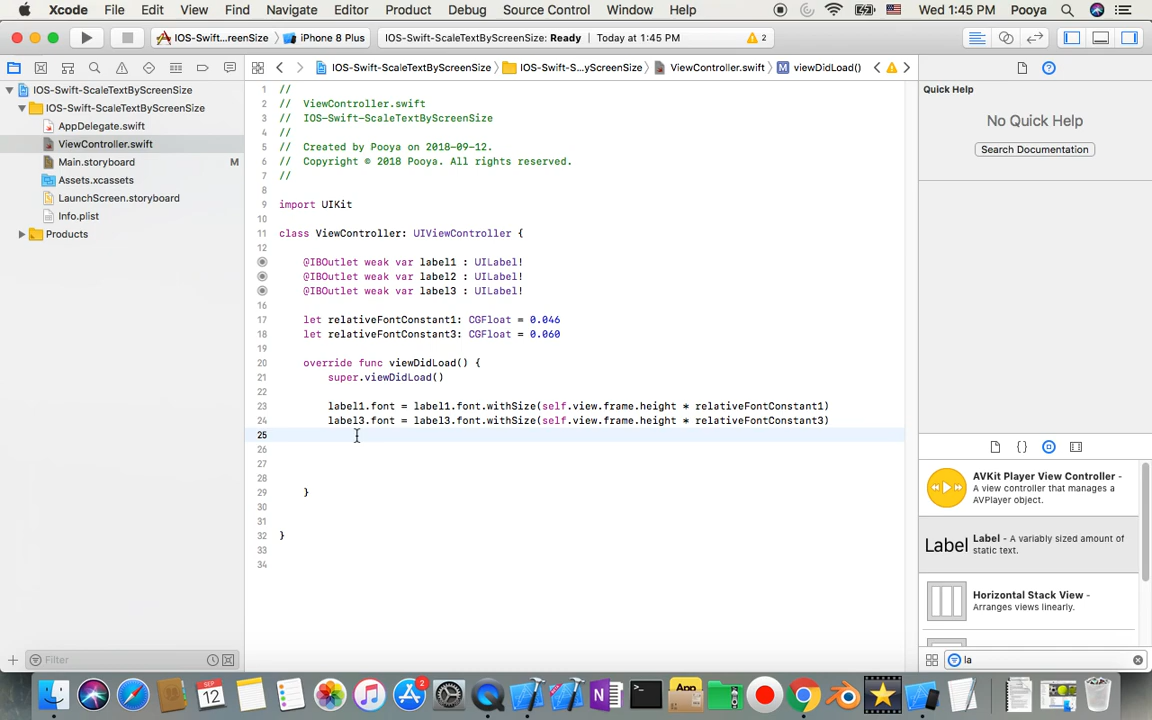 Xcode File Edit View Find Navigate Editor Product Debug Source Control Window Help Wed 1:45 PM Pooya
IOS-Swift...reenSize iPhone 8 Plus IOS-Swift-ScaleTextByScreenSize: Ready Today at 1:45 PM 2
IOS-Swift-ScaleTextByScreenSize IOS-Swift-S...yScreenSize ViewController.swift viewDidLoad()
IOS-Swift-ScaleTextByScreenSize
IOS-Swift-ScaleTextByScreenSize
AppDelegate.swift
ViewController.swift
Main.storyboard M
Assets.xcassets
LaunchScreen.storyboard
Info.plist
Products
Filter
1 //
2 // ViewController.swift
3 // IOS-Swift-ScaleTextByScreenSize
4 //
5 // Created by Pooya on 2018-09-12.
6 // Copyright © 2018 Pooya. All rights reserved.
7 //
8
9 import UIKit
10
11 class ViewController: UIViewController {
12
13 @IBOutlet weak var label1 : UILabel!
14 @IBOutlet weak var label2 : UILabel!
15 @IBOutlet weak var label3 : UILabel!
16
17 let relativeFontConstant1: CGFloat = 0.046
18 let relativeFontConstant3: CGFloat = 0.060
19
20 override func viewDidLoad() {
21 super.viewDidLoad()
22
23 label1.font = label1.font.withSize(self.view.frame.height * relativeFontConstant1)
24 label3.font = label3.font.withSize(self.view.frame.height * relativeFontConstant3)
25
26
27
28
29 }
30
31
32 }
33
34
Quick Help
No Quick Help
Search Documentation
AVKit Player View Controller -
A view controller that manages a
AVPlayer object.
Label Label - A variably sized amount of
static text.
Horizontal Stack View -
Arranges views linearly.
la
SEP
12
2
App